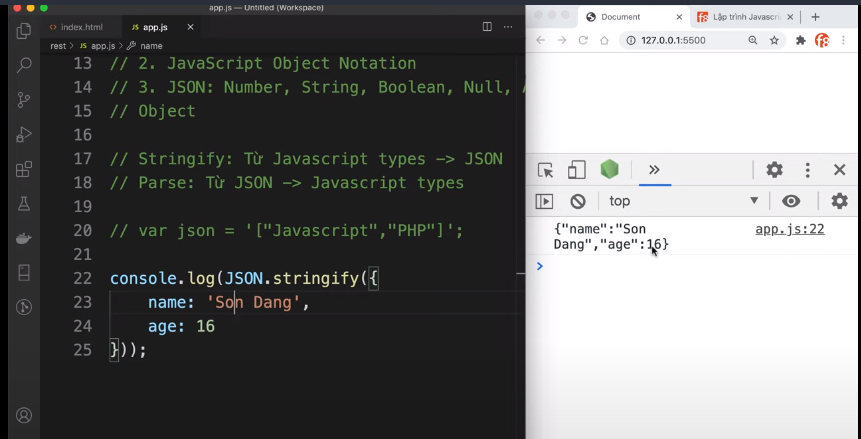 app.js — Untitled (Workspace)
index.html
JS app.js
rest > JS app.js > name
13 // 2. JavaScript Object Notation
14 // 3. JSON: Number, String, Boolean, Null,
15 // Object
16
17 // Stringify: Từ Javascript types -> JSON
18 // Parse: Từ JSON -> Javascript types
19
20 // var json = '["Javascript","PHP"]';
21
22 console.log(JSON.stringify({
23 name: 'Son Dang',
24 age: 16
25 }));
Document
Lập trình Javascri
127.0.0.1:5500
top
{"name":"Son
Dang","age":16}
app.js:22